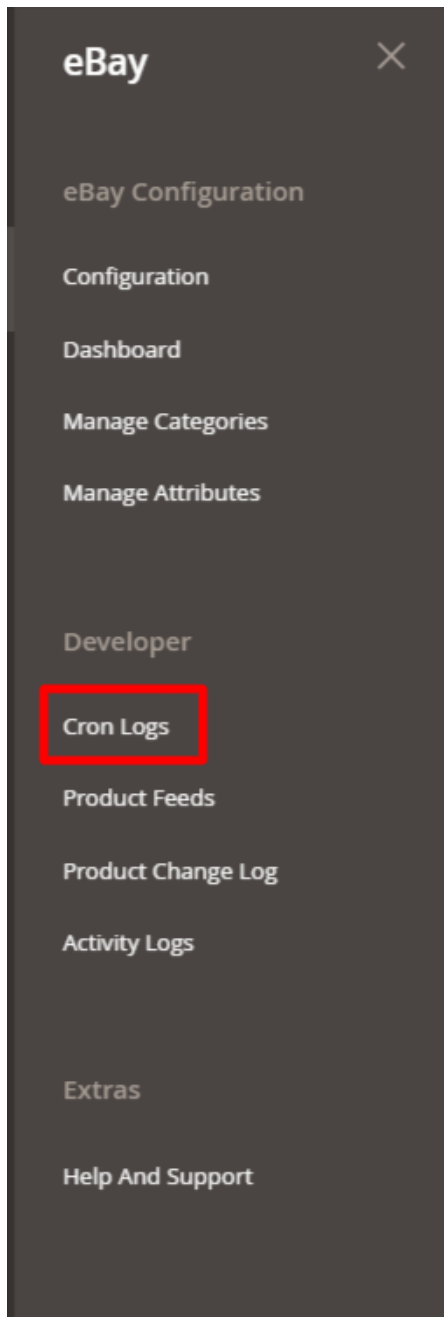 eBay
eBay Configuration
Configuration
Dashboard
Manage Categories
Manage Attributes
Developer
Cron Logs
Product Feeds
Product Change Log
Activity Logs
Extras
Help And Support